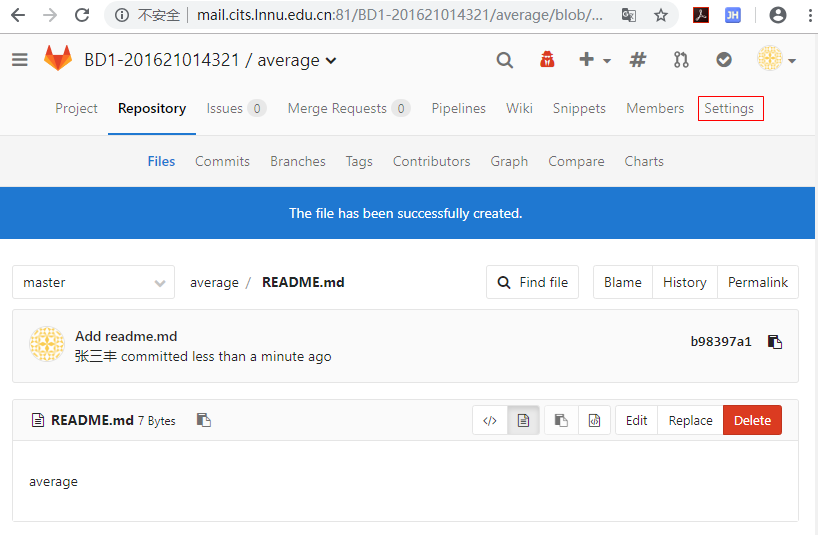 不安全 mail.cits.lnnu.edu.cn:81/BD1-201621014321/average/blob/... JH
BD1-201621014321 / average
Project Repository Issues 0 Merge Requests 0 Pipelines Wiki Snippets Members Settings
Files Commits Branches Tags Contributors Graph Compare Charts
The file has been successfully created.
master average / README.md Find file Blame History Permalink
Add readme.md
张三丰 committed less than a minute ago b98397a1
README.md 7 Bytes Edit Replace Delete
average